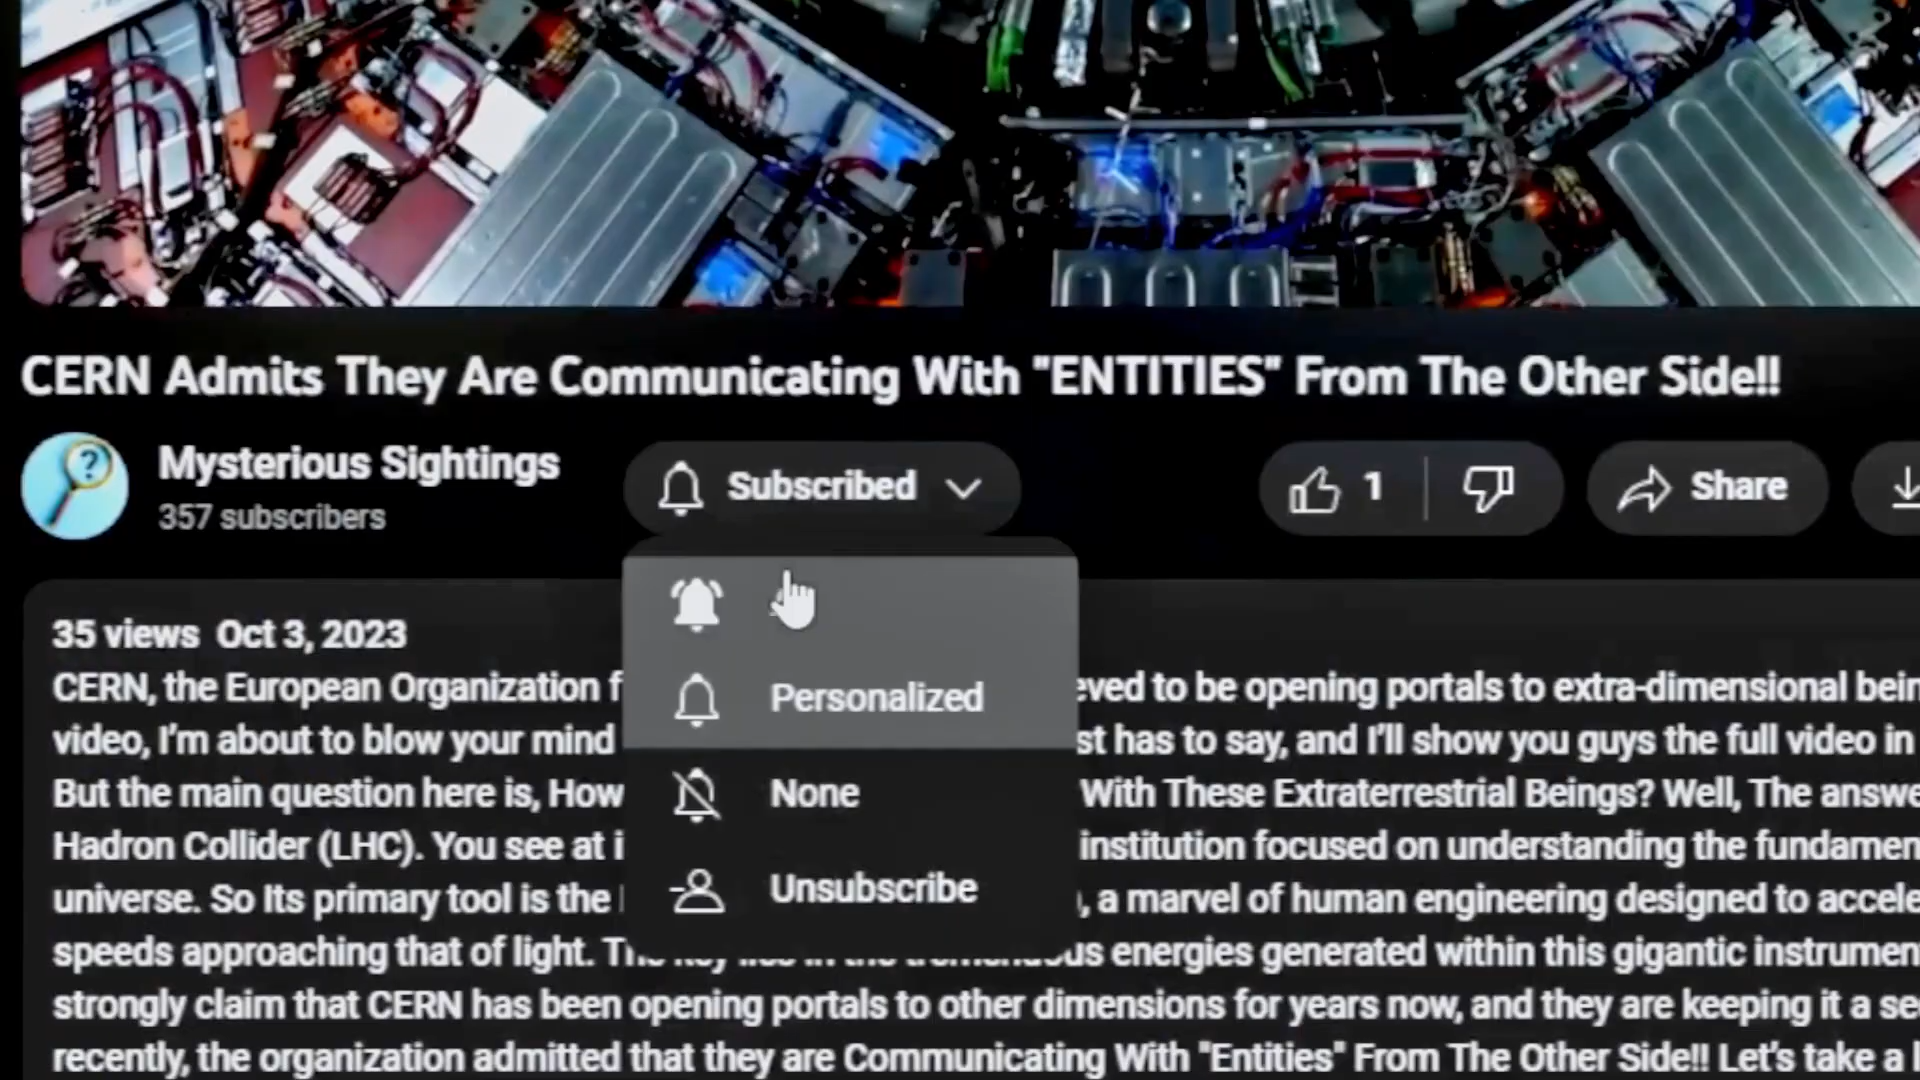 CERN Admits They Are Communicating With "ENTITIES" From The Other Side!!
Mysterious Sightings
357 subscribers
Subscribed
1
Share
Personalized
None
Unsubscribe
35 views Oct 3, 2023
CERN, the European Organization to be opening portals to extra-dimensional
video, I'm about to blow your mind has to say, and I'll show you guys the full video in
But the main question here is, How With These Extraterrestrial Beings? Well, The
Hadron Collider (LHC). You see at institution focused on understanding the
universe. So Its primary tool is the , a marvel of human engineering designed to
speeds approaching that of light. energies generated within this gigantic
strongly claim that CERN has been opening portals to other dimensions for years now, and they are keeping it a
recently, the organization admitted that they are Communicating With "Entities" From The Other Side!! Let's take a